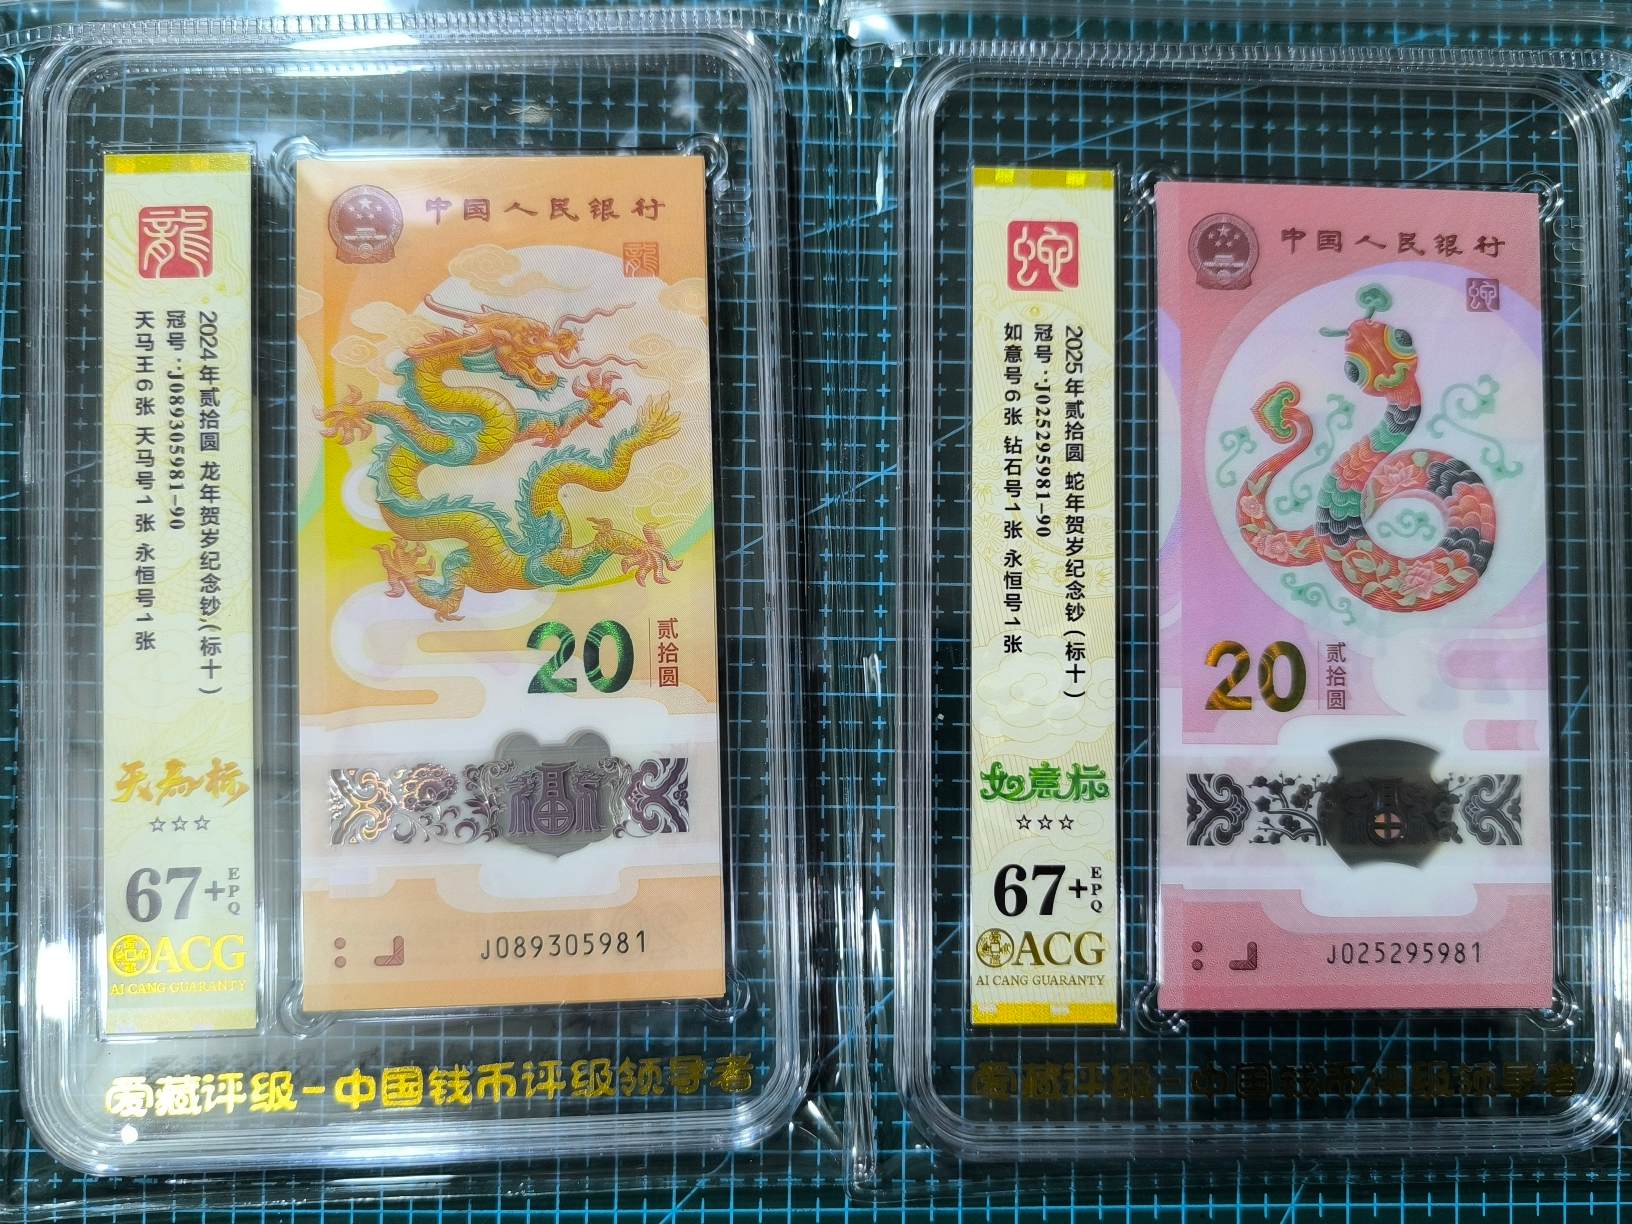 龍
2024年贰拾圆 龙年贺岁纪念钞(标十)
冠号:J089305981-90
天马王6张 天马号1张 永恒号1张
天马标
☆☆☆
67+EPQ
ACG
AI CANG GUARANTY
中国人民银行
龍
20
贰拾圆
福
J089305981
爱藏评级-中国钱币评级领导者
蛇
2025年贰拾圆 蛇年贺岁纪念钞(标十)
冠号:J025295981-90
如意号6张 钻石号1张 永恒号1张
如意标
☆☆☆
67+EPQ
ACG
AI CANG GUARANTY
中国人民银行
蛇
20
贰拾圆
J025295981
爱藏评级-中国钱币评级领导者